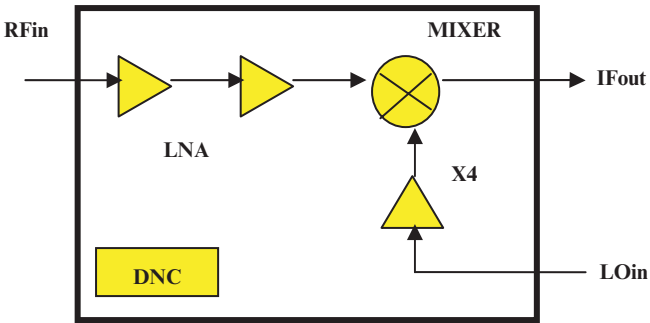 RFin
MIXER
IFout
LNA
X4
DNC
LOin